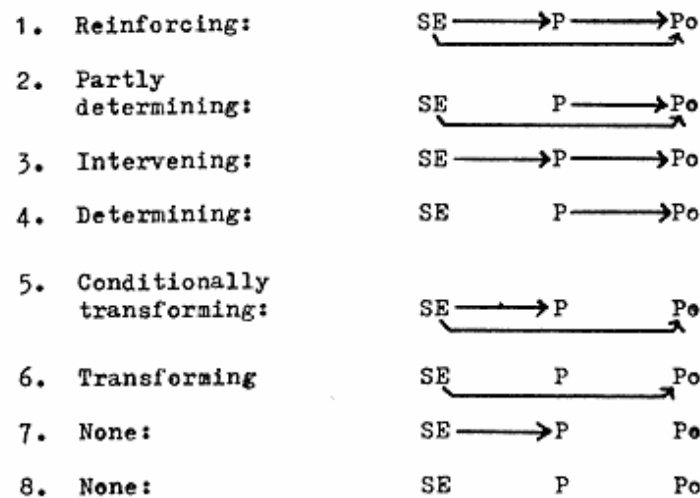 1. Reinforcing: SE P Po
2. Partly
determining: SE P Po
3. Intervening: SE P Po
4. Determining: SE P Po
5. Conditionally
transforming: SE P Po
6. Transforming SE P Po
7. None: SE P Po
8. None: SE P Po